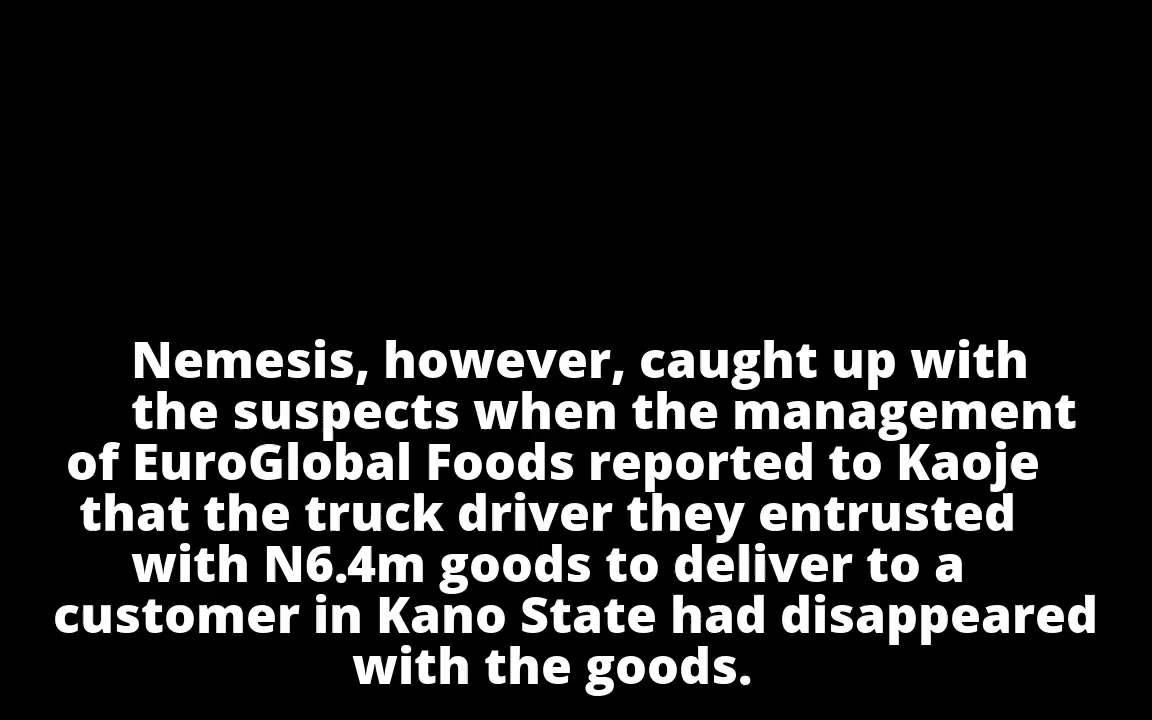 Nemesis, however, caught up with
the suspects when the management
of EuroGlobal Foods reported to Kaoje
that the truck driver they entrusted
with N6.4m goods to deliver to a
customer in Kano State had disappeared
with the goods.